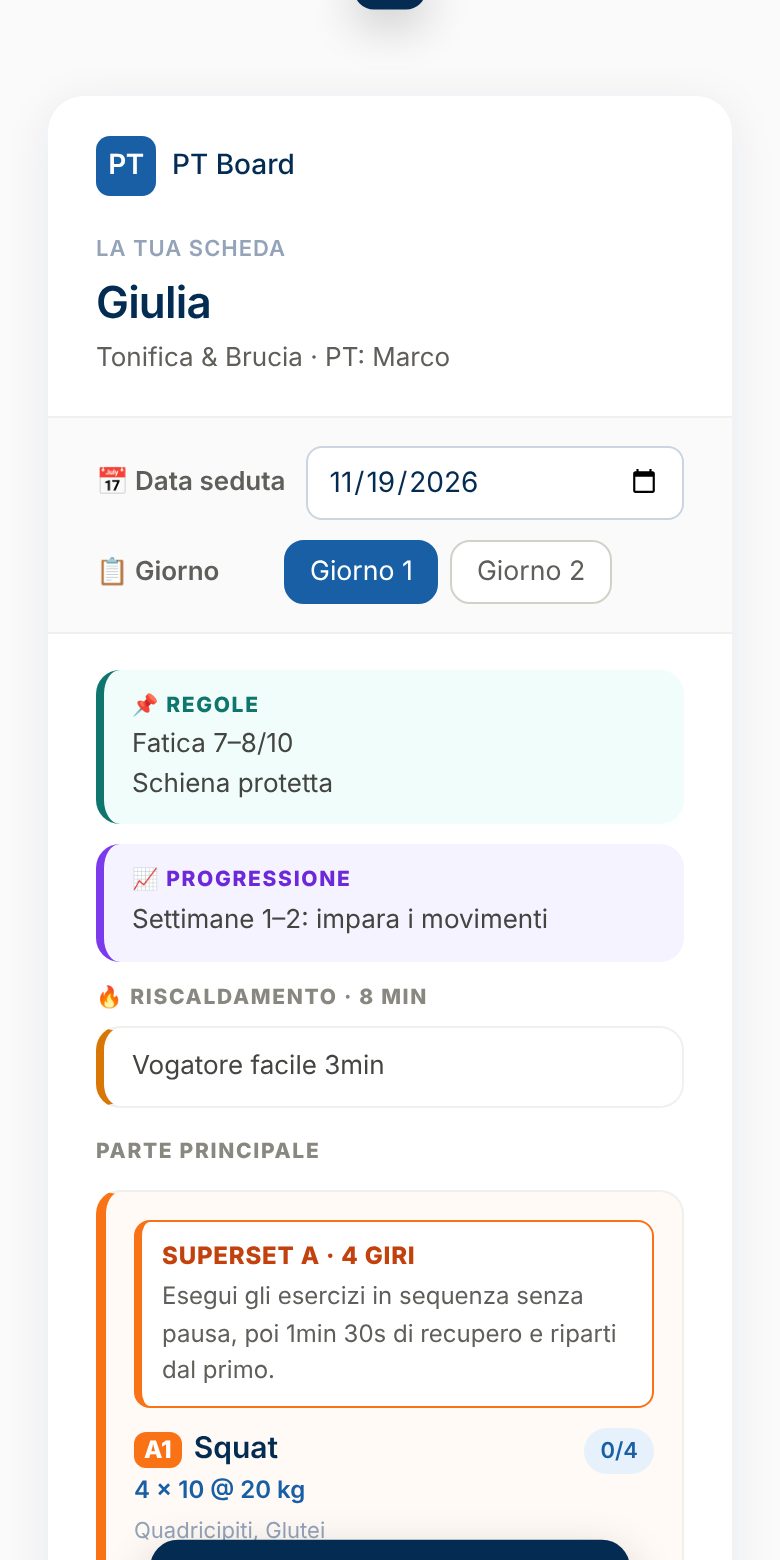 PT PT Board
LA TUA SCHEDA
Giulia
Tonifica & Brucia · PT: Marco
📅 Data seduta 11/19/2026
📋 Giorno Giorno 1 Giorno 2
📌 REGOLE
Fatica 7–8/10
Schiena protetta
📈 PROGRESSIONE
Settimane 1–2: impara i movimenti
🔥 RISCALDAMENTO · 8 MIN
Vogatore facile 3min
PARTE PRINCIPALE
SUPERSET A · 4 GIRI
Esegui gli esercizi in sequenza senza
pausa, poi 1min 30s di recupero e riparti
dal primo.
A1 Squat 0/4
4 × 10 @ 20 kg
Quadricipiti, Glutei